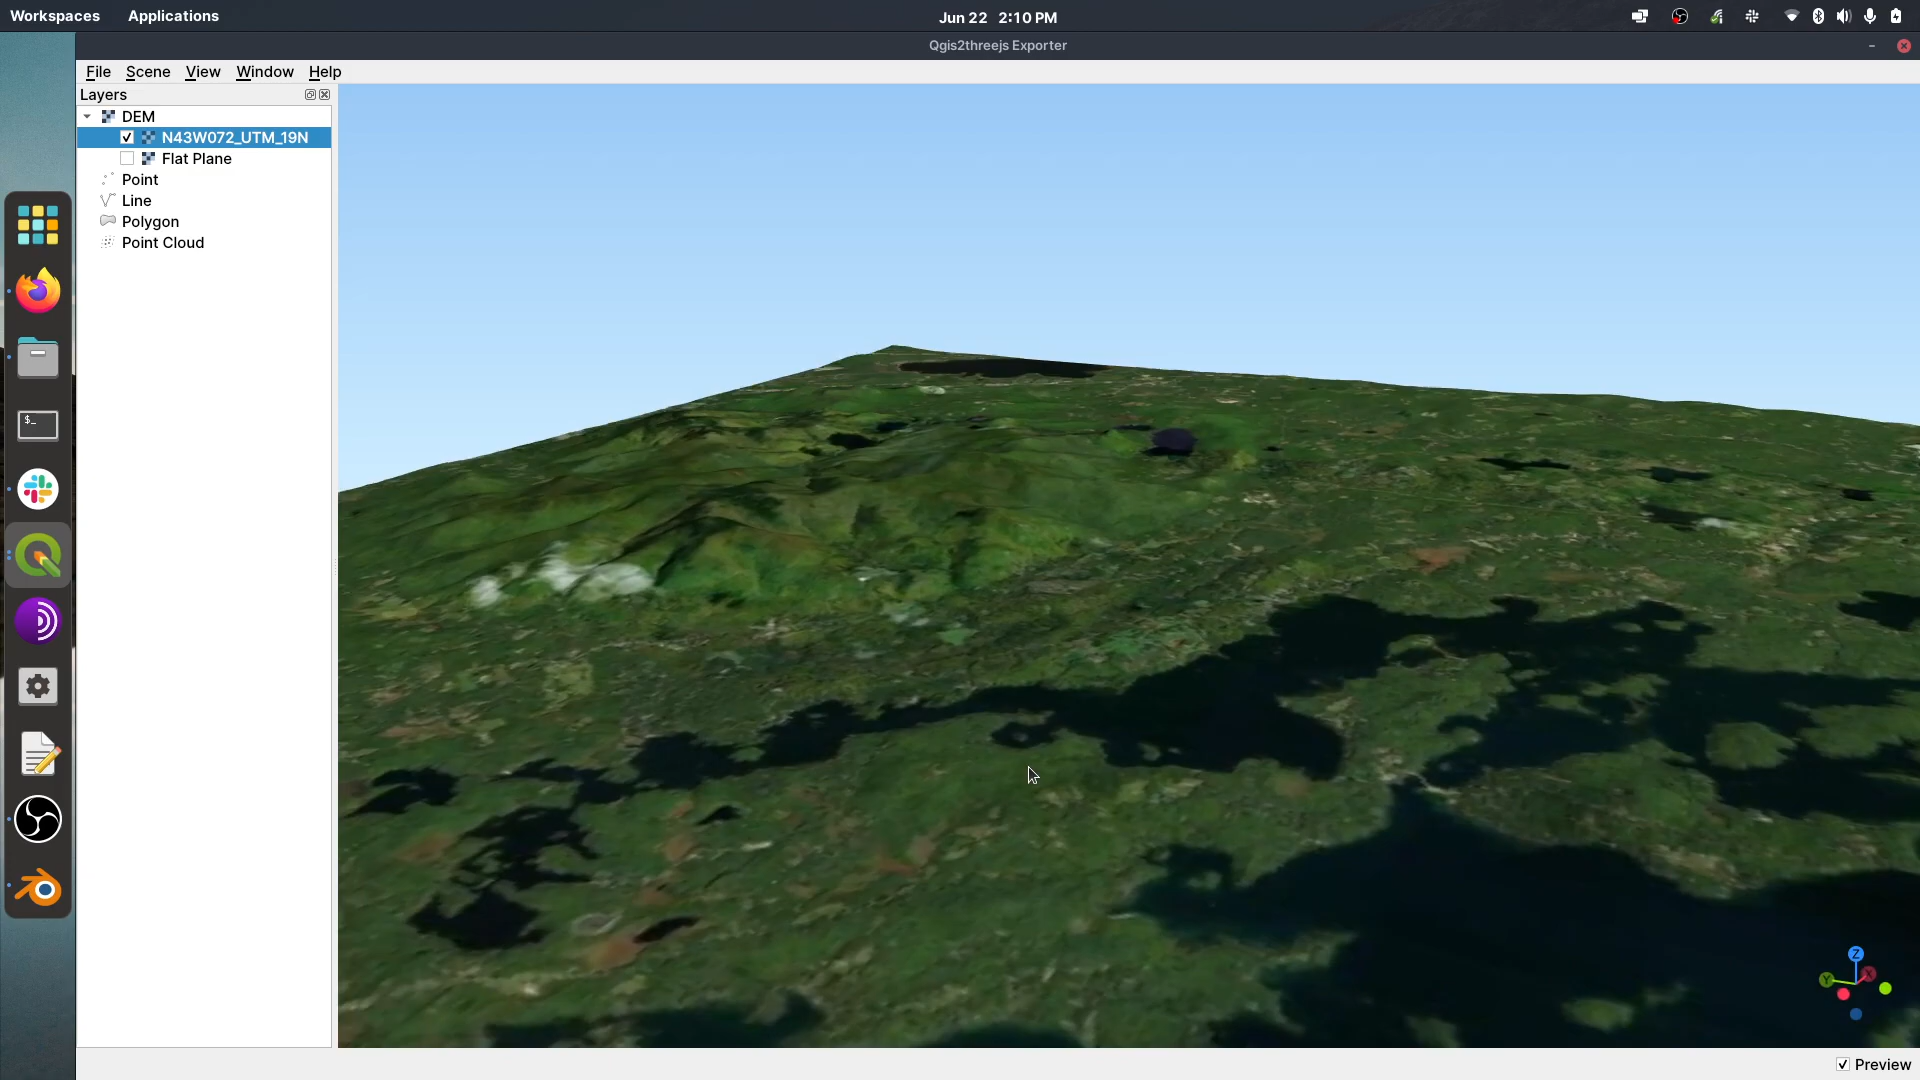 Workspaces Applications Jun 22 2:10 PM
Qgis2threejs Exporter
File Scene View Window Help
Layers
DEM
N43W072_UTM_19N
Flat Plane
Point
Line
Polygon
Point Cloud
$_
Z
Y X
Preview